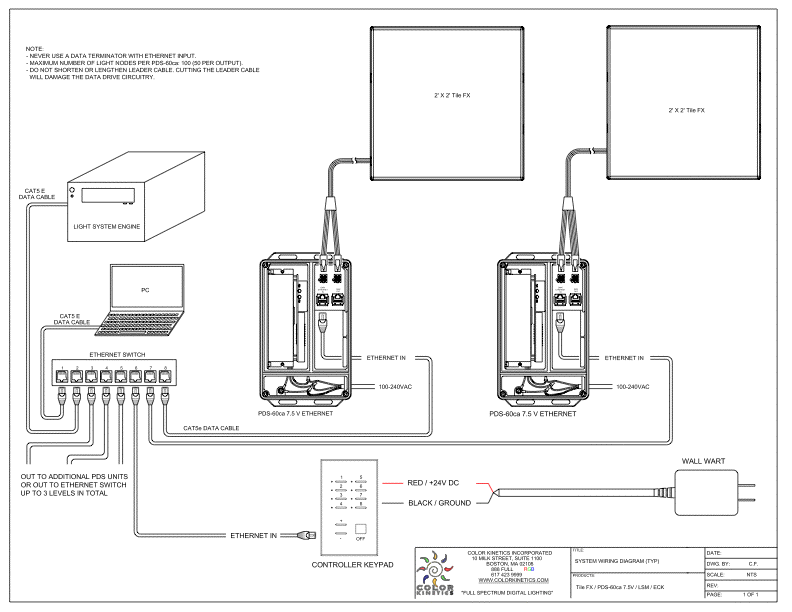 NOTE:
- NEVER USE A DATA TERMINATOR WITH ETHERNET INPUT.
- MAXIMUM NUMBER OF LIGHT NODES PER PDS-60ca: 100 (50 PER OUTPUT).
- DO NOT SHORTEN OR LENGTHEN LEADER CABLE. CUTTING THE LEADER CABLE
WILL DAMAGE THE DATA DRIVE CIRCUITRY.
2' X 2' Tile FX
2' X 2' Tile FX
CAT5 E
DATA CABLE
LIGHT SYSTEM ENGINE
PC
CAT5 E
DATA CABLE
ETHERNET SWITCH
1 2 3 4 5 6 7 8
ETHERNET IN
100-240VAC
PDS-60ca 7.5 V ETHERNET
ETHERNET IN
100-240VAC
PDS-60ca 7.5 V ETHERNET
CAT5e DATA CABLE
OUT TO ADDITIONAL PDS UNITS
OR OUT TO ETHERNET SWITCH
UP TO 3 LEVELS IN TOTAL
WALL WART
1 5
2 6
3 7
4 8
+
-
OFF
RED / +24V DC
BLACK / GROUND
ETHERNET IN
CONTROLLER KEYPAD
COLOR KINETICS
COLOR KINETICS INCORPORATED
10 MILK STREET, SUITE 1100
BOSTON, MA 02108
888 FULL RGB
617 423 9999
WWW.COLORKINETICS.COM
"FULL SPECTRUM DIGITAL LIGHTING"
TITLE:
SYSTEM WIRING DIAGRAM (TYP)
PRODUCTS:
Tile FX / PDS-60ca 7.5V / LSM / ECK
DATE:
DWG. BY: C.F.
SCALE: NTS
REV:
PAGE: 1 OF 1